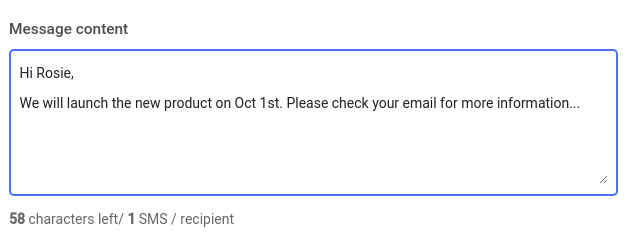 Message content
Hi Rosie,
We will launch the new product on Oct 1st. Please check your email for more information...
58 characters left/ 1 SMS / recipient